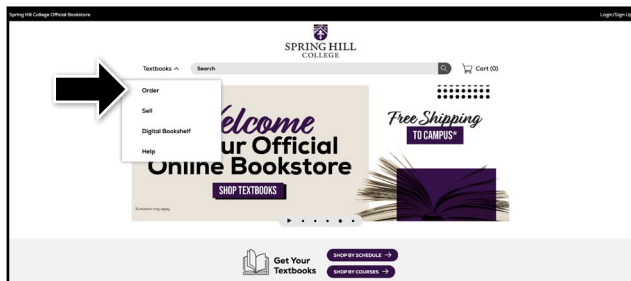 Spring Hill College Official Bookstore
Login/Sign Up
SPRING HILL
COLLEGE
Textbooks
Search
Cart (0)
Order
Sell
Digital Bookshelf
Help
elcome
ur Official
Online Bookstore
SHOP TEXTBOOKS
*Exclusions may apply.
Free Shipping
TO CAMPUS*
Get Your
Textbooks
SHOP BY SCHEDULE →
SHOP BY COURSES →